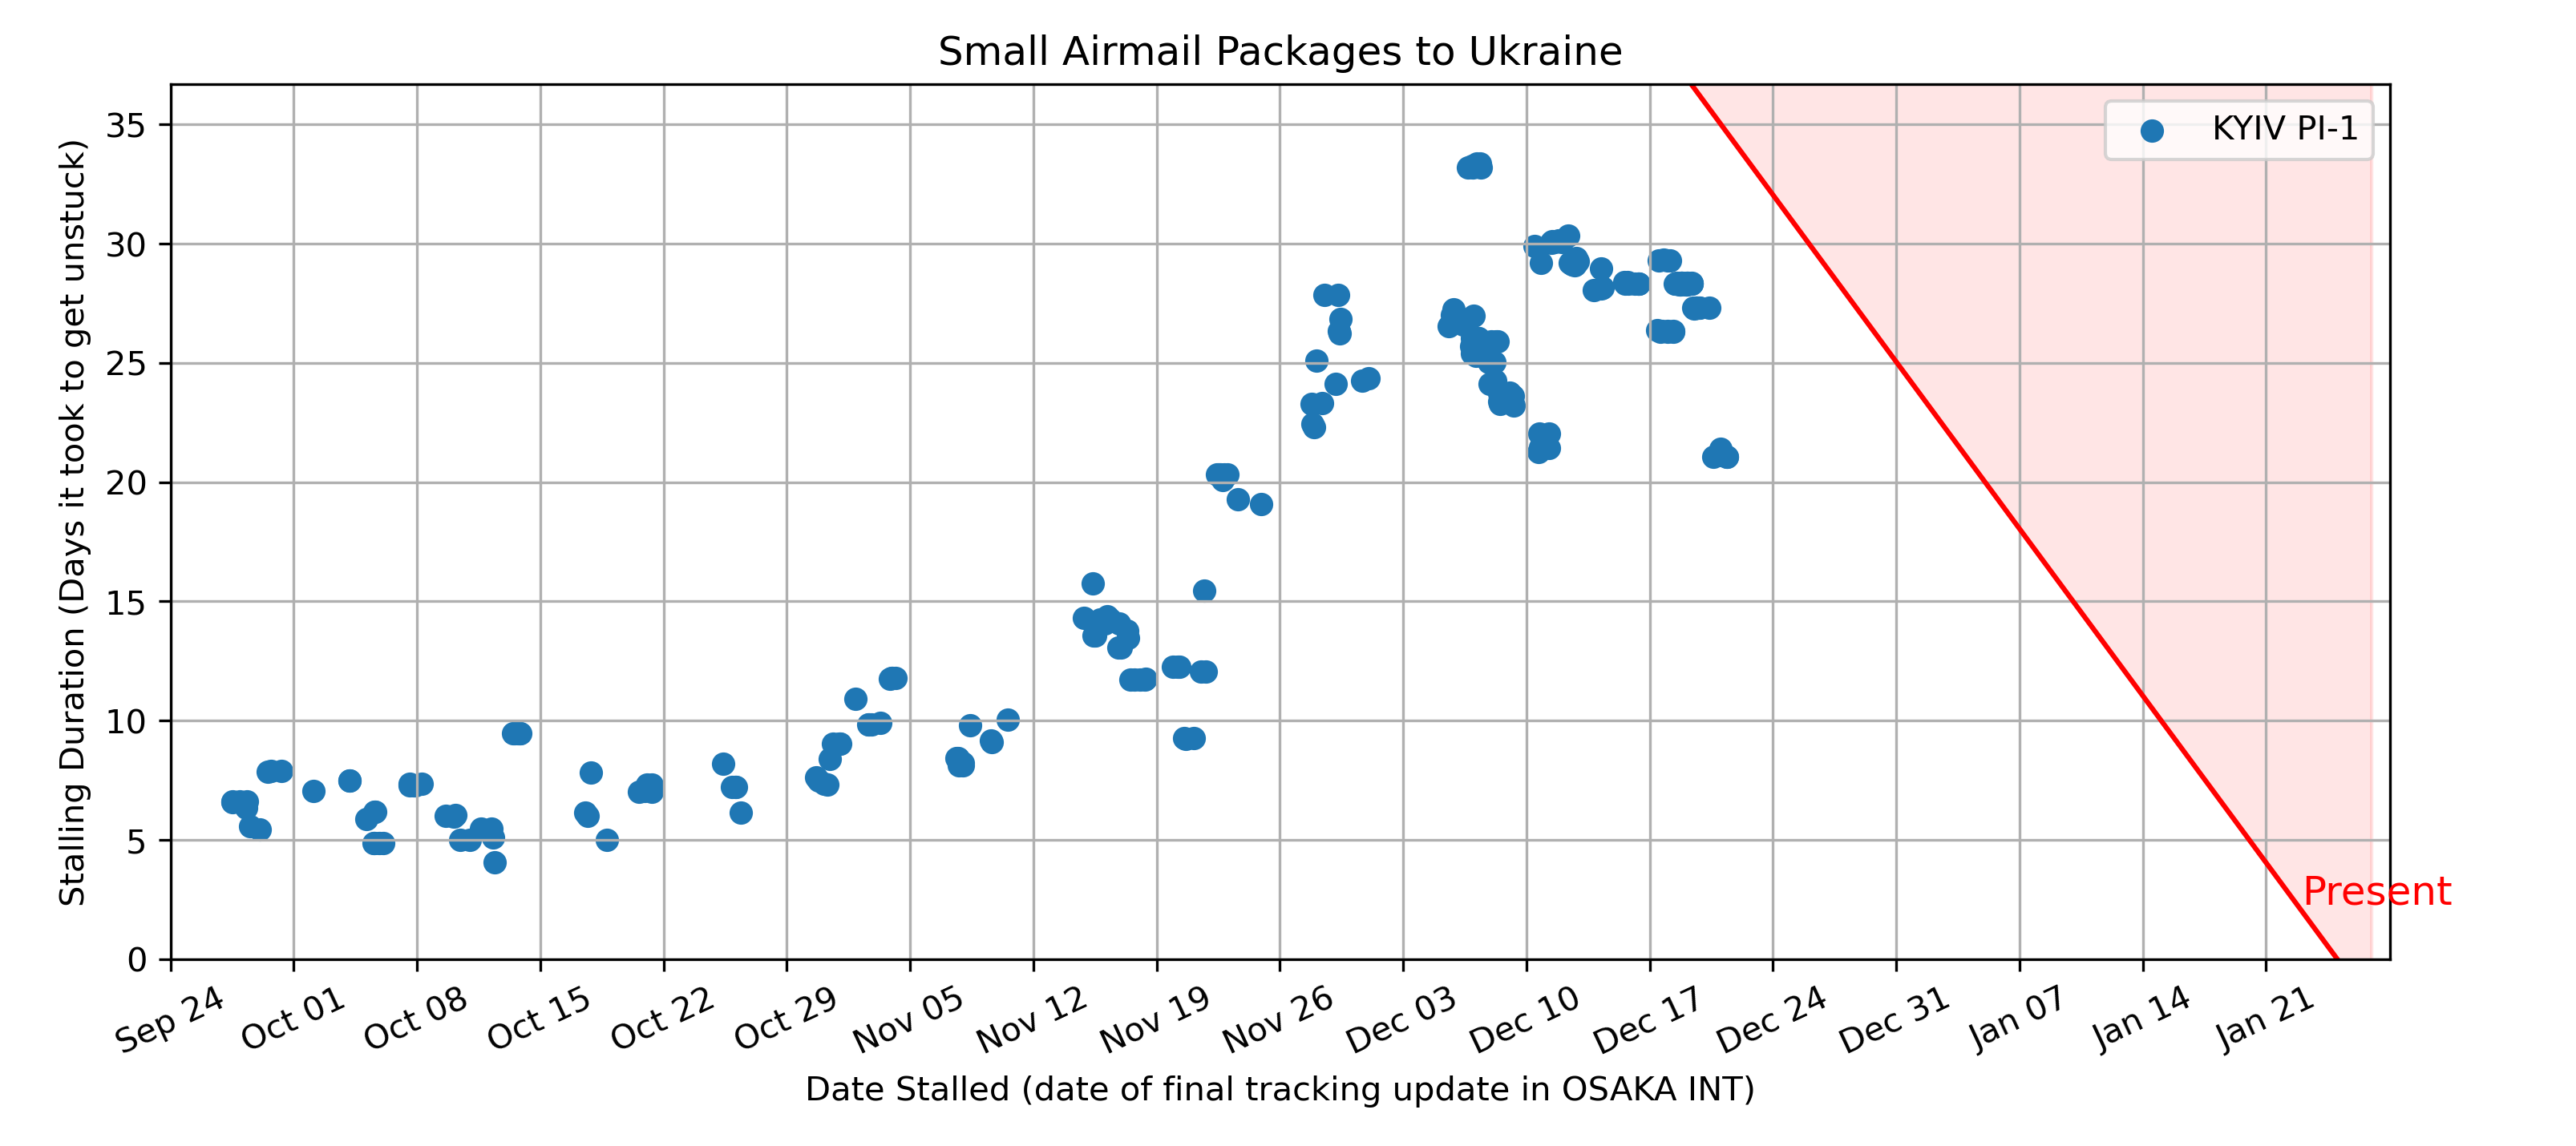 Small Airmail Packages to Ukraine
KYIV PI-1
Stalling Duration (Days it took to get unstuck)
35
30
25
20
15
10
5
0
Present
Sep 24
Oct 01
Oct 08
Oct 15
Oct 22
Oct 29
Nov 05
Nov 12
Nov 19
Nov 26
Dec 03
Dec 10
Dec 17
Dec 24
Dec 31
Jan 07
Jan 14
Jan 21
Date Stalled (date of final tracking update in OSAKA INT)